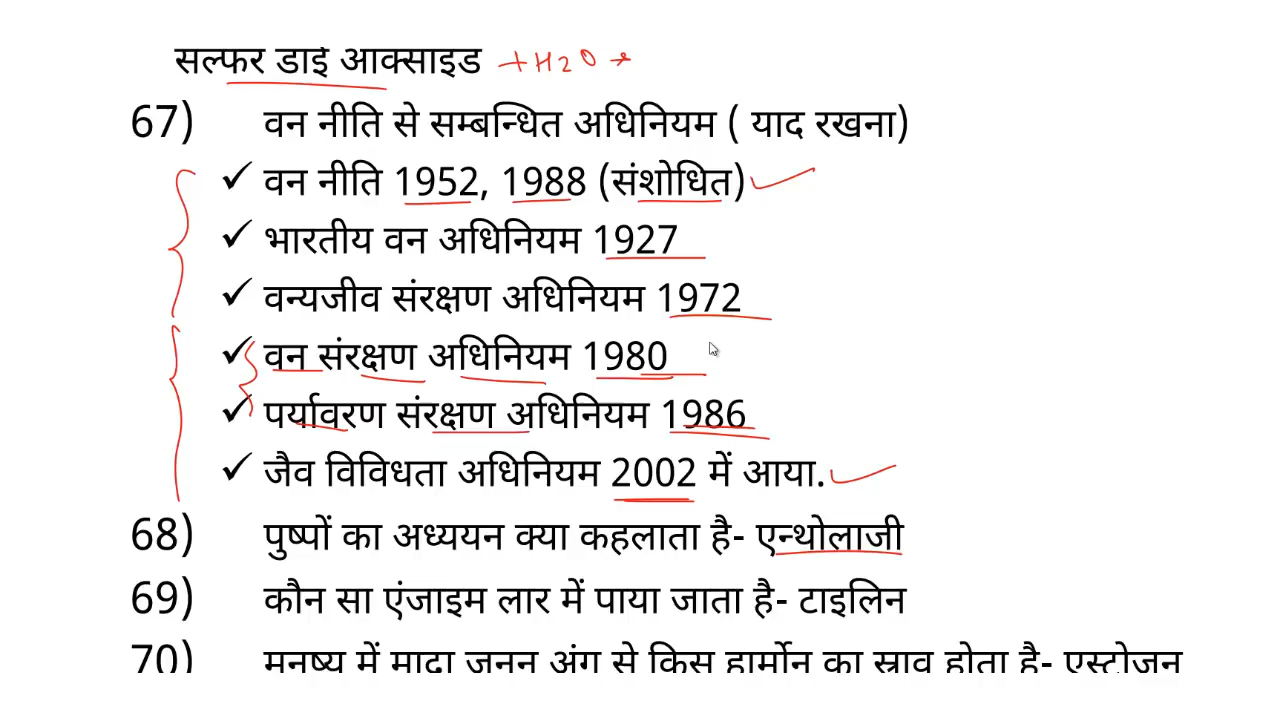 सल्फर डाई आक्साइड +H2O →
67) वन नीति से सम्बन्धित अधिनियम ( याद रखना)
✓ वन नीति 1952, 1988 (संशोधित)
✓ भारतीय वन अधिनियम 1927
✓ वन्यजीव संरक्षण अधिनियम 1972
✓ वन संरक्षण अधिनियम 1980
✓ पर्यावरण संरक्षण अधिनियम 1986
✓ जैव विविधता अधिनियम 2002 में आया.
68) पुष्पों का अध्ययन क्या कहलाता है- एन्थोलाजी
69) कौन सा एंजाइम लार में पाया जाता है- टाइलिन
70) मनुष्य में मादा जनन अंग से किस हार्मोन का स्राव होता है- एस्टोजन